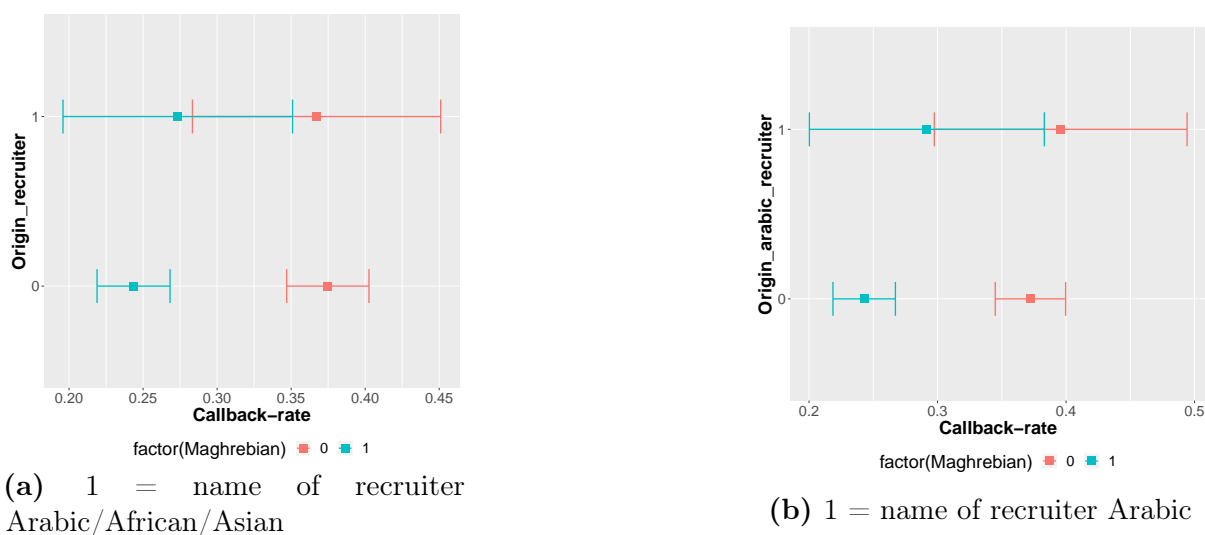 Origin_recruiter
1
0
0.20 0.25 0.30 0.35 0.40 0.45
Callback−rate
factor(Maghrebian) 0 1
(a) 1 = name of recruiter
Arabic/African/Asian
Origin_arabic_recruiter
1
0
0.2 0.3 0.4 0.5
Callback−rate
factor(Maghrebian) 0 1
(b) 1 = name of recruiter Arabic